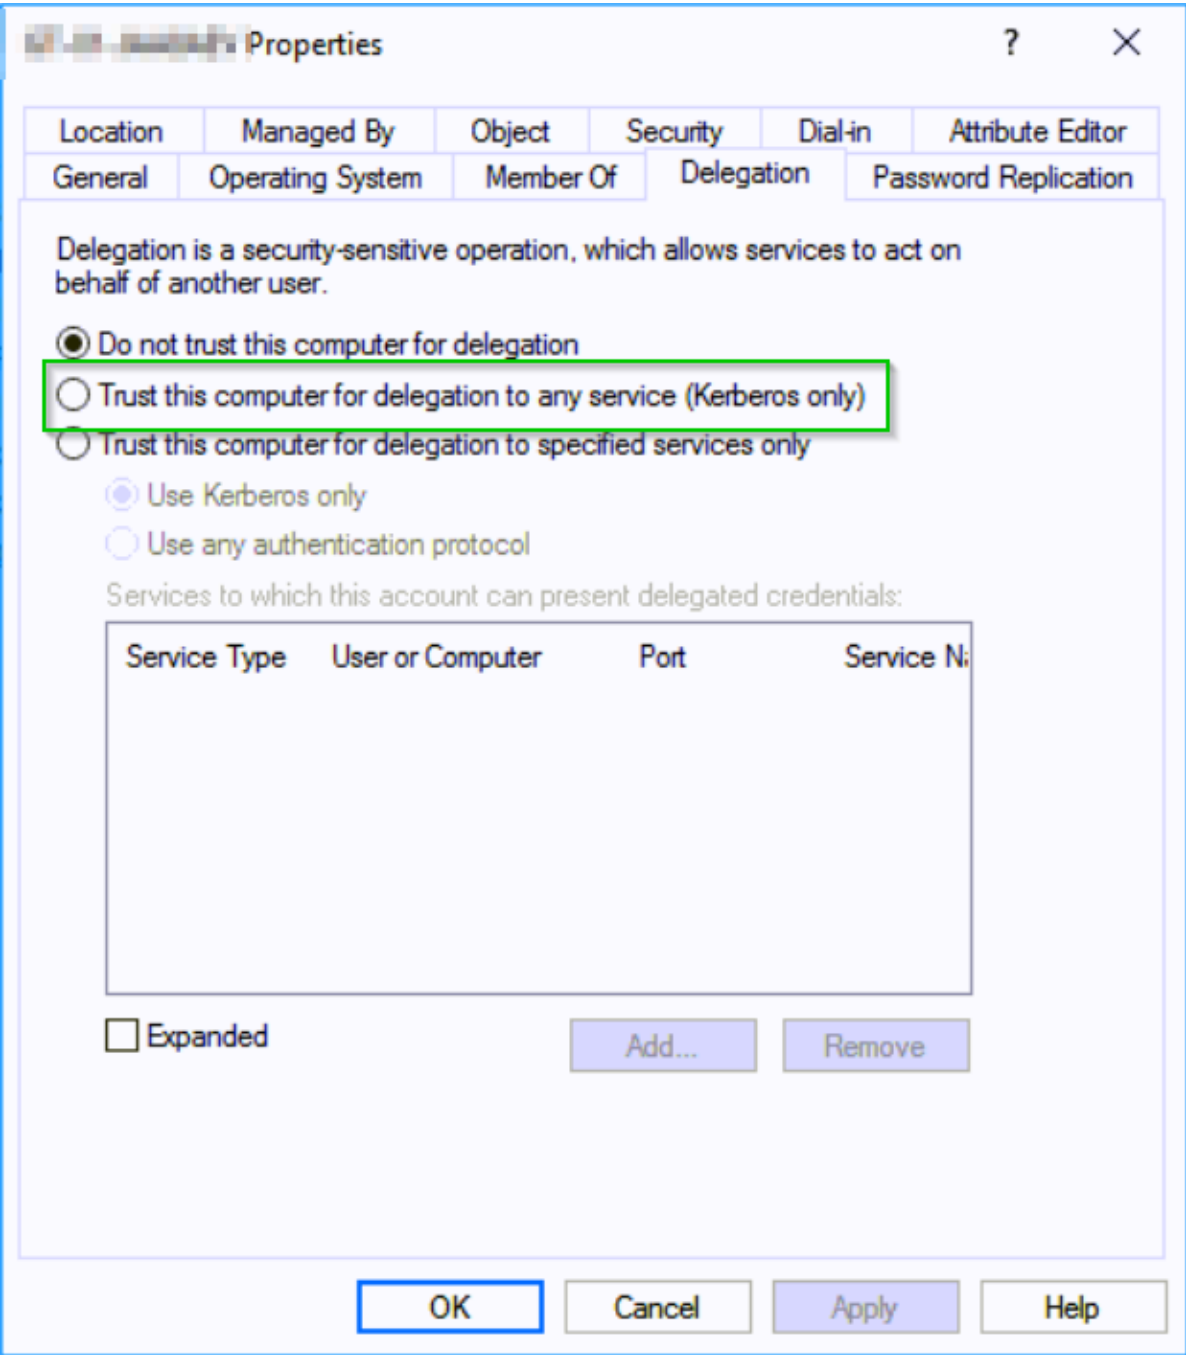 Properties
?
Location Managed By Object Security Dial-in Attribute Editor
General Operating System Member Of Delegation Password Replication
Delegation is a security-sensitive operation, which allows services to act on
behalf of another user.
Do not trust this computer for delegation
Trust this computer for delegation to any service (Kerberos only)
Trust this computer for delegation to specified services only
Use Kerberos only
Use any authentication protocol
Services to which this account can present delegated credentials:
Service Type User or Computer Port Service
Expanded Add... Remove
OK Cancel Apply Help